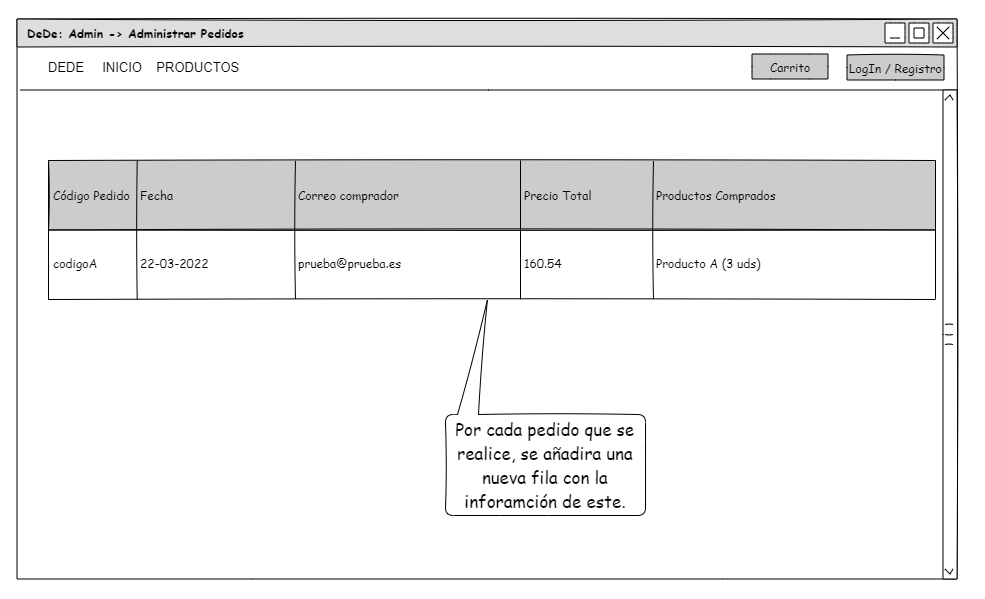 DeDe: Admin -> Administrar Pedidos
DEDE INICIO PRODUCTOS Carrito LogIn / Registro
Código Pedido Fecha Correo comprador Precio Total Productos Comprados
codigoA 22-03-2022 prueba@prueba.es 160.54 Producto A (3 uds)
Por cada pedido que se
realice, se añadira una
nueva fila con la
inforamción de este.